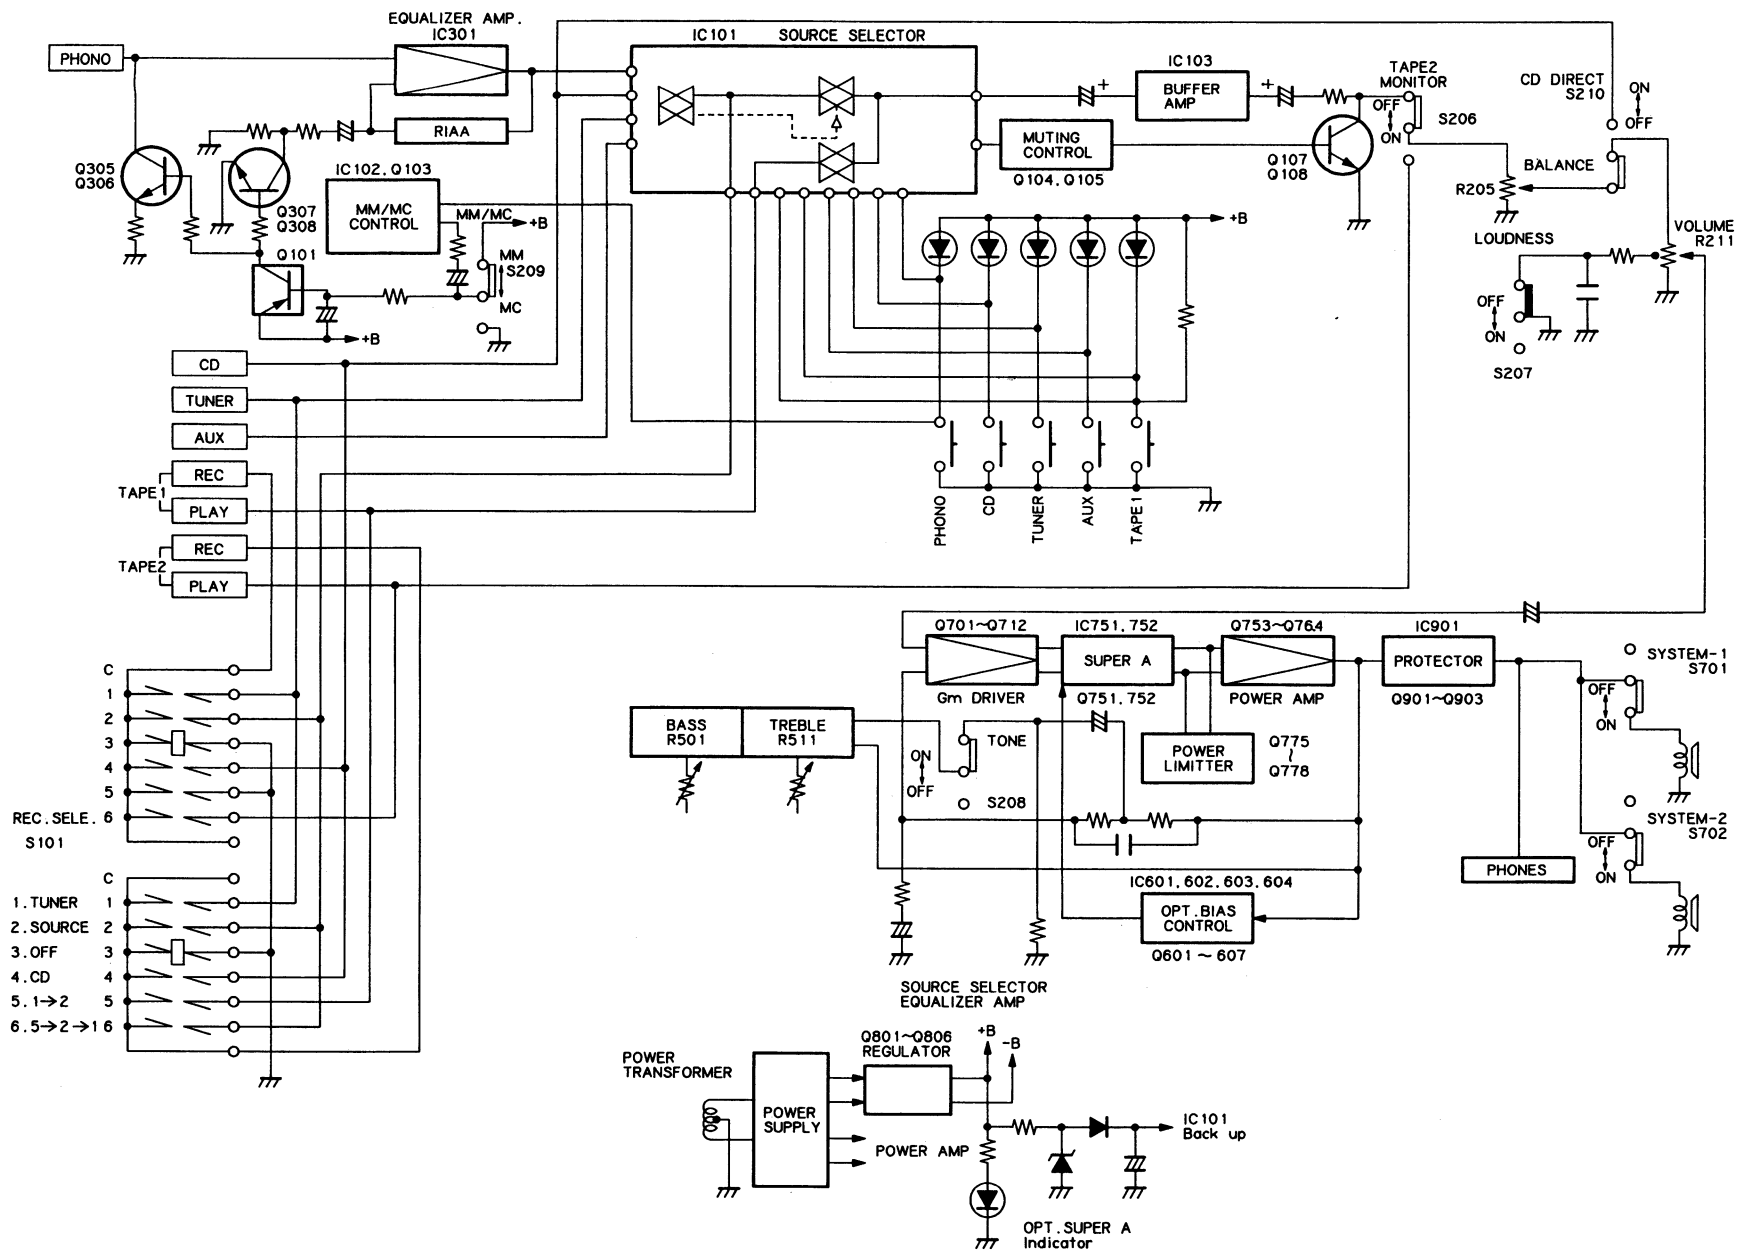 EQUALIZER AMP.
IC301
PHONO
RIAA
Q305
Q306
Q307
Q308
IC102,Q103
MM/MC
CONTROL
MM/MC
+B
MM
S209
MC
Q101
+B
IC101 SOURCE SELECTOR
IC103
BUFFER
AMP
+
+
MUTING
CONTROL
Q104,Q105
Q107
Q108
TAPE2
MONITOR
OFF
ON
S206
CD DIRECT
S210
ON
OFF
BALANCE
R205
VOLUME
R211
LOUDNESS
OFF
ON
S207
+B
PHONO
CD
TUNER
AUX
TAPE1
CD
TUNER
AUX
TAPE1
REC
PLAY
TAPE2
REC
PLAY
C
1
2
3
4
5
REC.SELE. 6
S101
C
1.TUNER 1
2.SOURCE 2
3.OFF 3
4.CD 4
5.1→2 5
6.5→2→1 6
Q701~Q712
Gm DRIVER
IC751,752
SUPER A
Q751,752
Q753~Q764
POWER AMP
IC901
PROTECTOR
Q901~Q903
SYSTEM-1
S701
OFF
ON
SYSTEM-2
S702
OFF
ON
PHONES
BASS
R501
TREBLE
R511
ON
OFF
TONE
S208
POWER
LIMITTER
Q775
~
Q778
IC601,602,603,604
OPT.BIAS
CONTROL
Q601~607
SOURCE SELECTOR
EQUALIZER AMP
+B
-B
Q801~Q806
REGULATOR
POWER
TRANSFORMER
POWER
SUPPLY
POWER AMP
IC101
Back up
OPT.SUPER A
Indicator